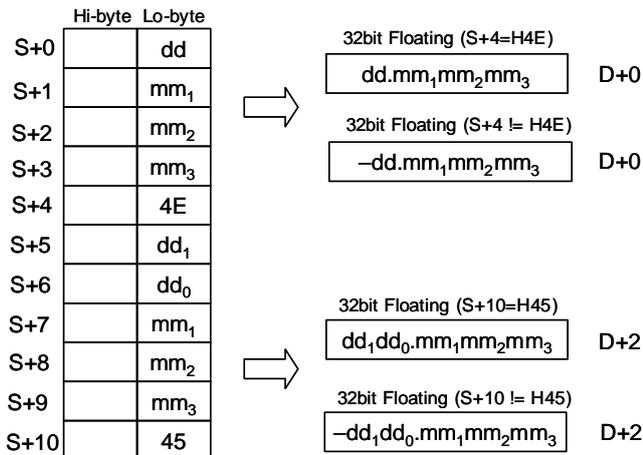 Hi-byte Lo-byte
S+0 dd
S+1 mm₁
S+2 mm₂
S+3 mm₃
S+4 4E
S+5 dd₁
S+6 dd₀
S+7 mm₁
S+8 mm₂
S+9 mm₃
S+10 45
32bit Floating (S+4=H4E)
dd.mm₁mm₂mm₃ D+0
32bit Floating (S+4 != H4E)
–dd.mm₁mm₂mm₃ D+0
32bit Floating (S+10=H45)
dd₁dd₀.mm₁mm₂mm₃ D+2
32bit Floating (S+10 != H45)
–dd₁dd₀.mm₁mm₂mm₃ D+2